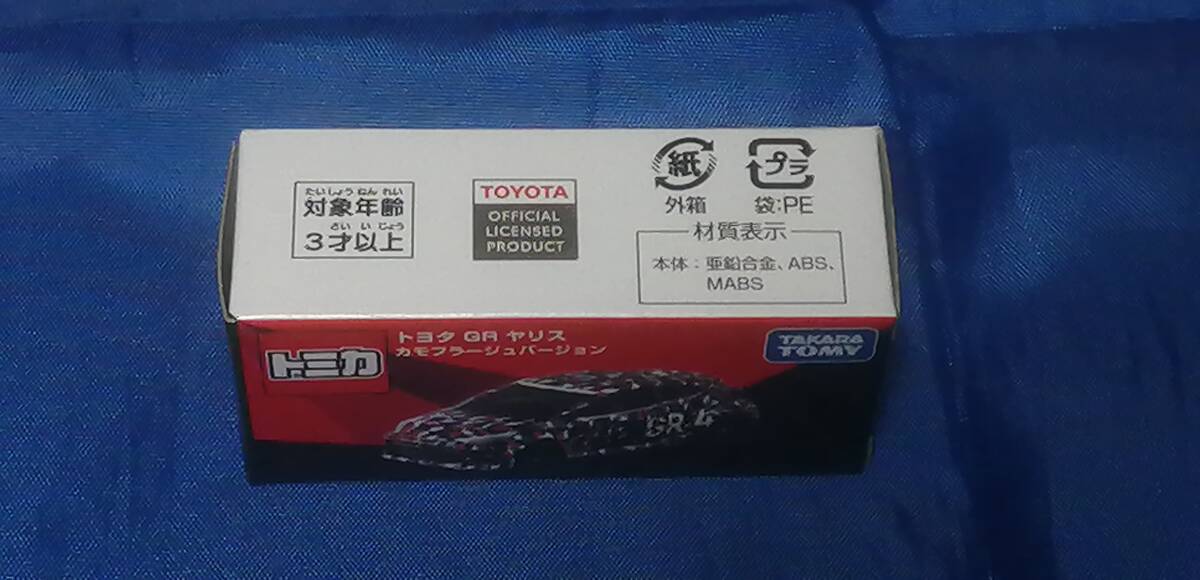 たいしょうねんれい
対象年齢
さいいじょう
3才以上
TOYOTA
OFFICIAL
LICENSED
PRODUCT
紙
外箱
プラ
袋:PE
材質表示
本体:亜鉛合金、ABS、
MABS
トミカ
トヨタ GR ヤリス
カモフラージュバージョン
TAKARA
TOMY
GR-4